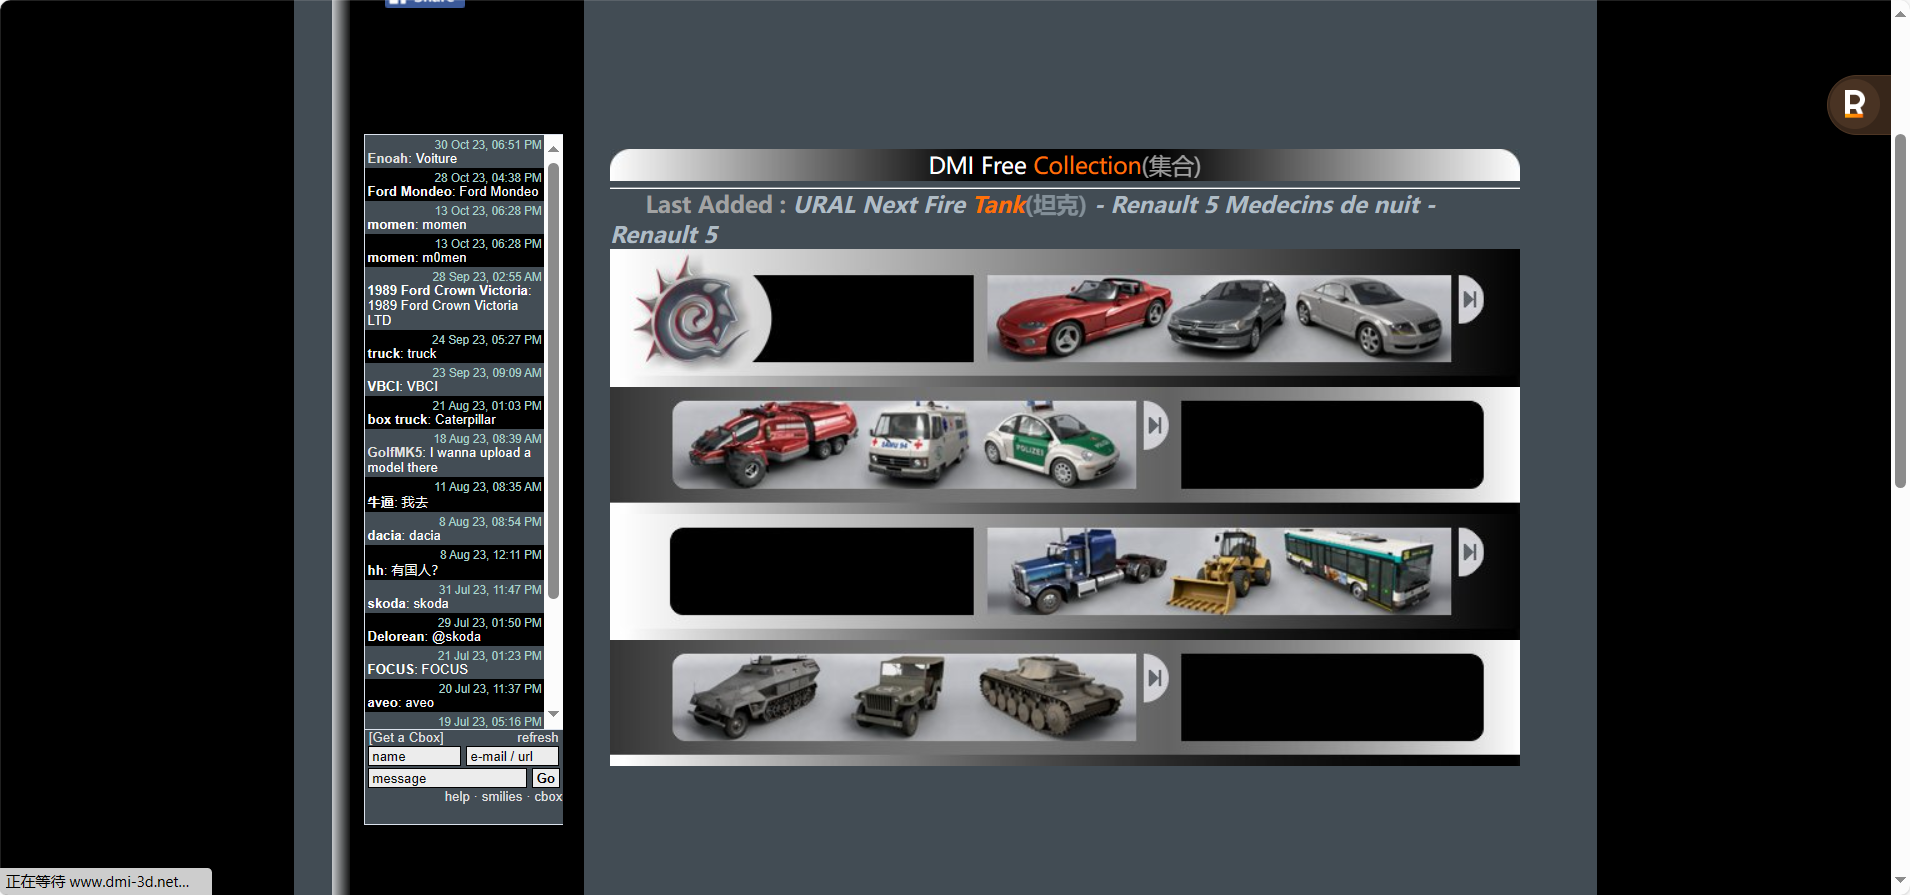 Share
30 Oct 23, 06:51 PM
Enoah: Voiture
28 Oct 23, 04:38 PM
Ford Mondeo: Ford Mondeo
13 Oct 23, 06:28 PM
momen: momen
13 Oct 23, 06:28 PM
momen: m0men
28 Sep 23, 02:55 AM
1989 Ford Crown Victoria:
1989 Ford Crown Victoria
LTD
24 Sep 23, 05:27 PM
truck: truck
23 Sep 23, 09:09 AM
VBCI: VBCI
21 Aug 23, 01:03 PM
box truck: Caterpillar
18 Aug 23, 08:39 AM
GolfMK5: I wanna upload a
model there
11 Aug 23, 08:35 AM
牛逼: 我去
8 Aug 23, 08:54 PM
dacia: dacia
8 Aug 23, 12:11 PM
hh: 有国人?
31 Jul 23, 11:47 PM
skoda: skoda
29 Jul 23, 01:50 PM
Delorean: @skoda
21 Jul 23, 01:23 PM
FOCUS: FOCUS
20 Jul 23, 11:37 PM
aveo: aveo
19 Jul 23, 05:16 PM
[Get a Cbox] refresh
name e-mail / url
message Go
help · smilies · cbox
DMI Free Collection(集合)
Last Added : URAL Next Fire Tank(坦克) - Renault 5 Medecins de nuit -
Renault 5
POLIZEI
R
正在等待 www.dmi-3d.net...